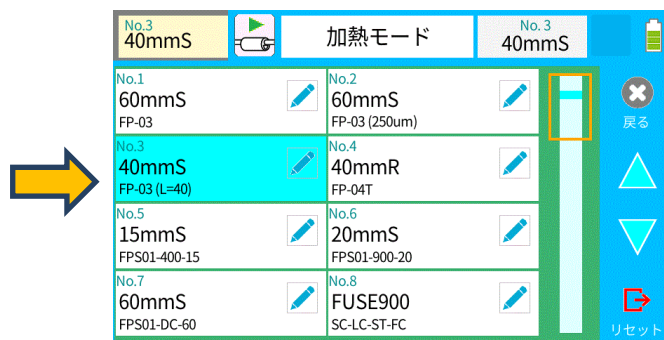 No.3
40mmS
加熱モード
No. 3
40mmS
No.1
60mmS
FP-03
No.2
60mmS
FP-03 (250um)
戻る
No.3
40mmS
FP-03 (L=40)
No.4
40mmR
FP-04T
No.5
15mmS
FPS01-400-15
No.6
20mmS
FPS01-900-20
No.7
60mmS
FPS01-DC-60
No.8
FUSE900
SC-LC-ST-FC
リセット